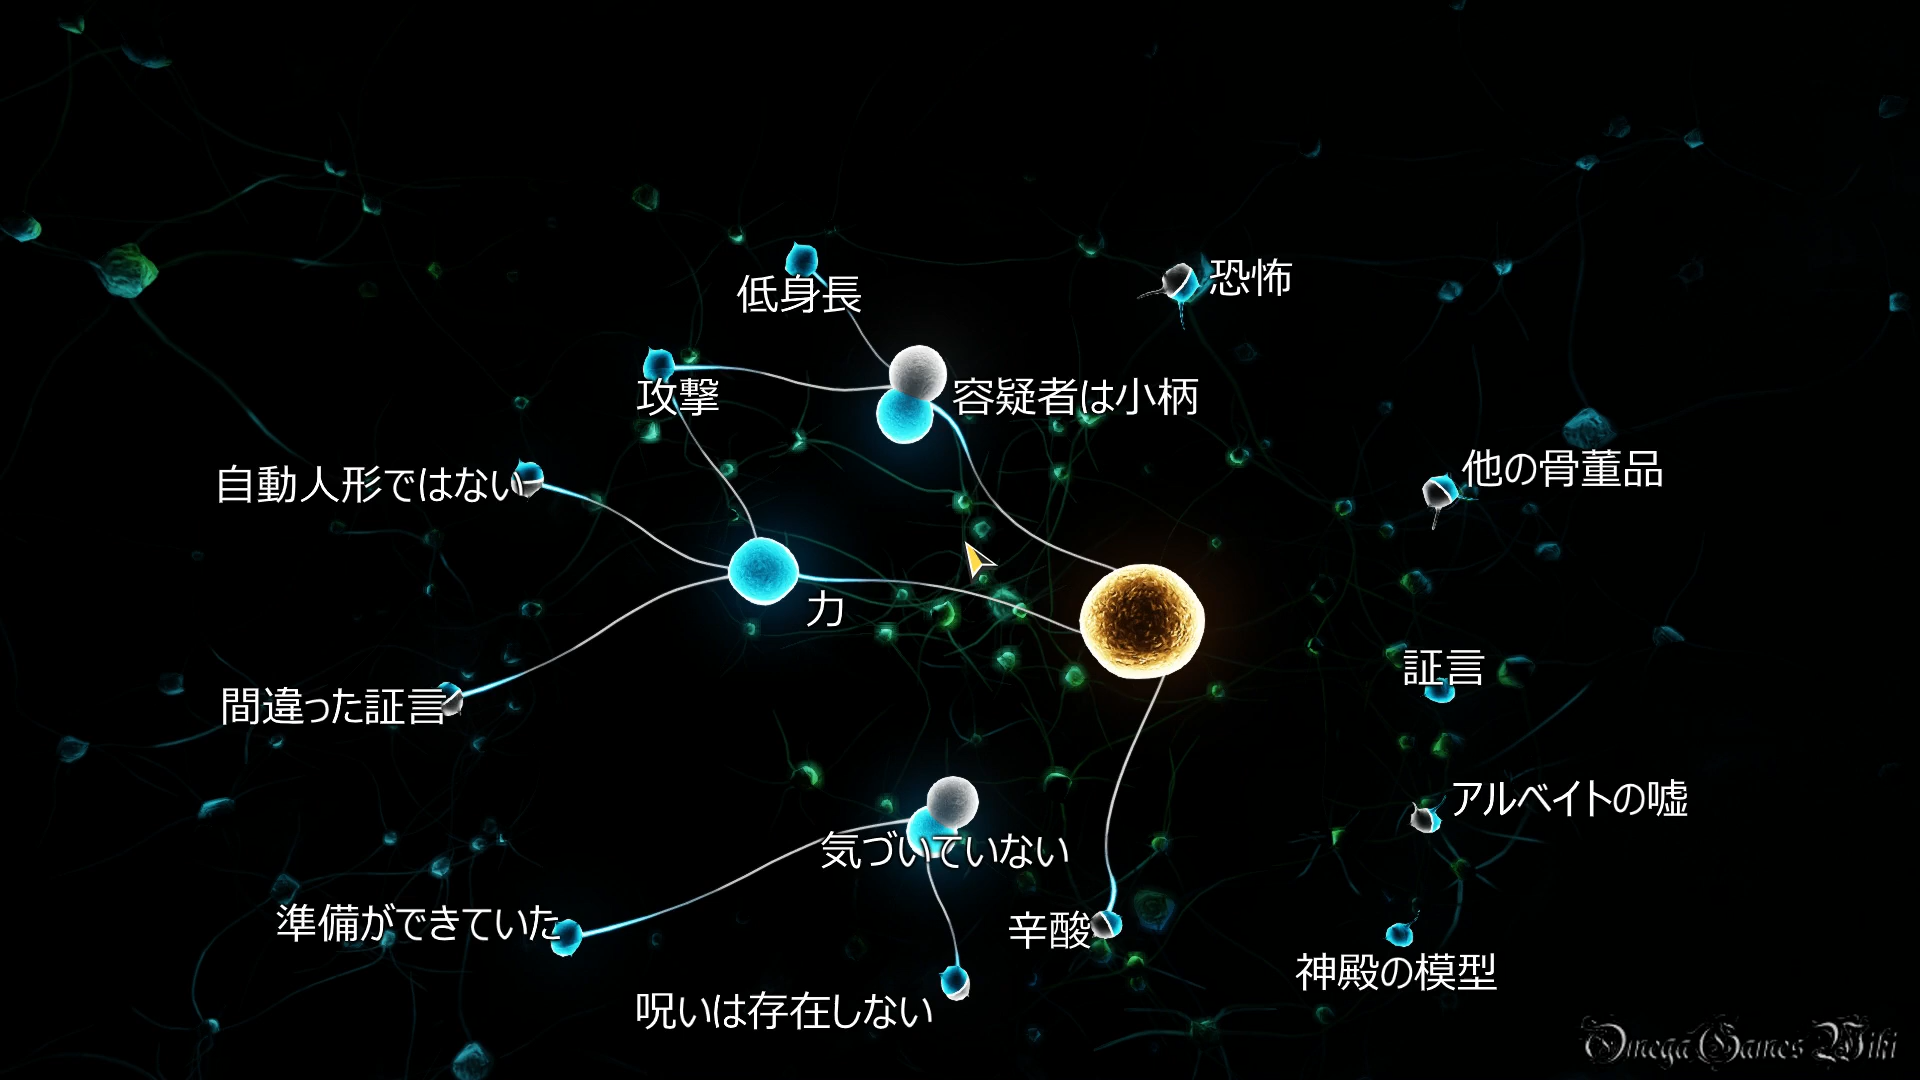 低身長
恐怖
攻撃
容疑者は小柄
自動人形ではない
他の骨董品
力
証言
間違った証言
アルベイトの嘘
気づいていない
準備ができていた
辛酸
神殿の模型
呪いは存在しない
Omega Games Wiki